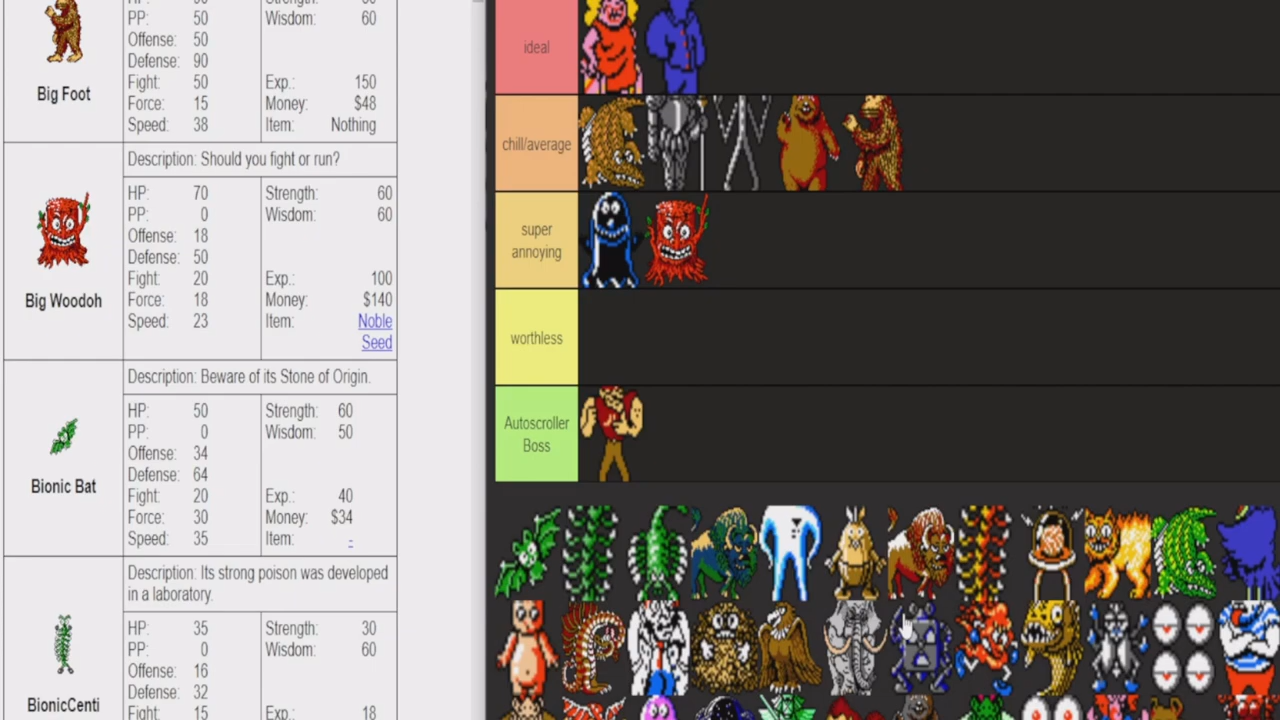 PP: 50 Wisdom: 60
Offense: 50
Defense: 90
Fight: 50 Exp.: 150
Big Foot
Force: 15 Money: $48
Speed: 38 Item: Nothing
Description: Should you fight or run?
HP: 70 Strength: 60
PP: 0 Wisdom: 60
Offense: 18
Defense: 50
Fight: 20 Exp.: 100
Big Woodoh
Force: 18 Money: $140
Speed: 23 Item: Noble
Seed
Description: Beware of its Stone of Origin.
HP: 50 Strength: 60
PP: 0 Wisdom: 50
Offense: 34
Defense: 64
Bionic Bat
Fight: 20 Exp.: 40
Force: 30 Money: $34
Speed: 35 Item: -
Description: Its strong poison was developed
in a laboratory.
HP: 35 Strength: 30
PP: 0 Wisdom: 60
Offense: 16
Defense: 32
BionicCenti
Fight: 15 Exp.: 18
ideal
chill/average
super
annoying
worthless
Autoscroller
Boss